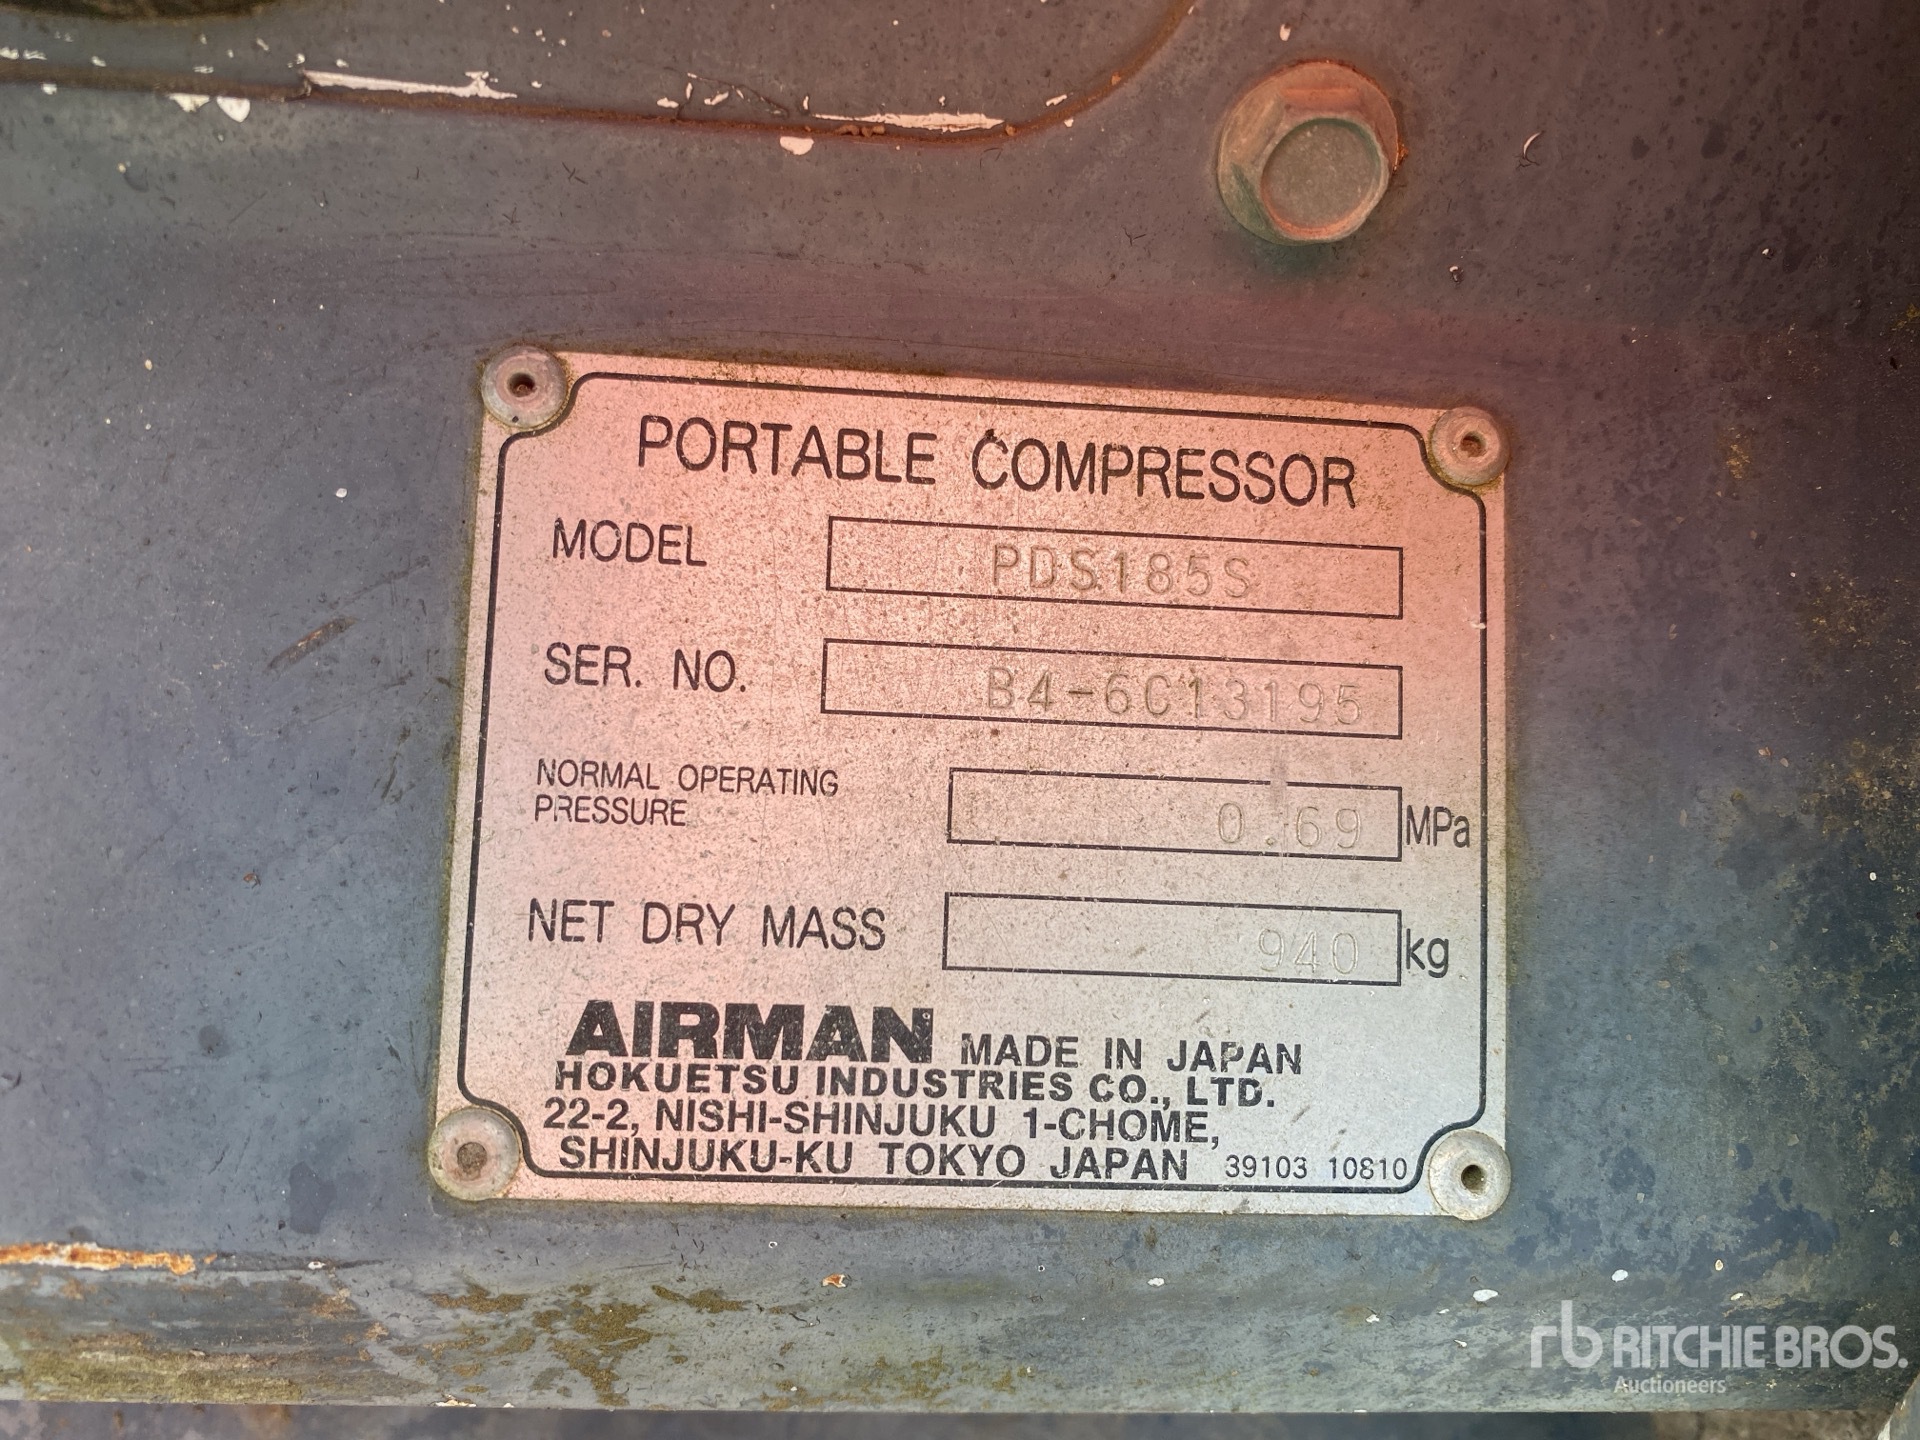 PORTABLE COMPRESSOR
MODEL PDS185S
SER. NO. B4-6C13195
NORMAL OPERATING
PRESSURE 0.69 MPa
NET DRY MASS 940 kg
AIRMAN MADE IN JAPAN
HOKUETSU INDUSTRIES CO., LTD.
22-2, NISHI-SHINJUKU 1-CHOME,
SHINJUKU-KU TOKYO JAPAN 39103 10810
rb RITCHIE BROS.
Auctioneers